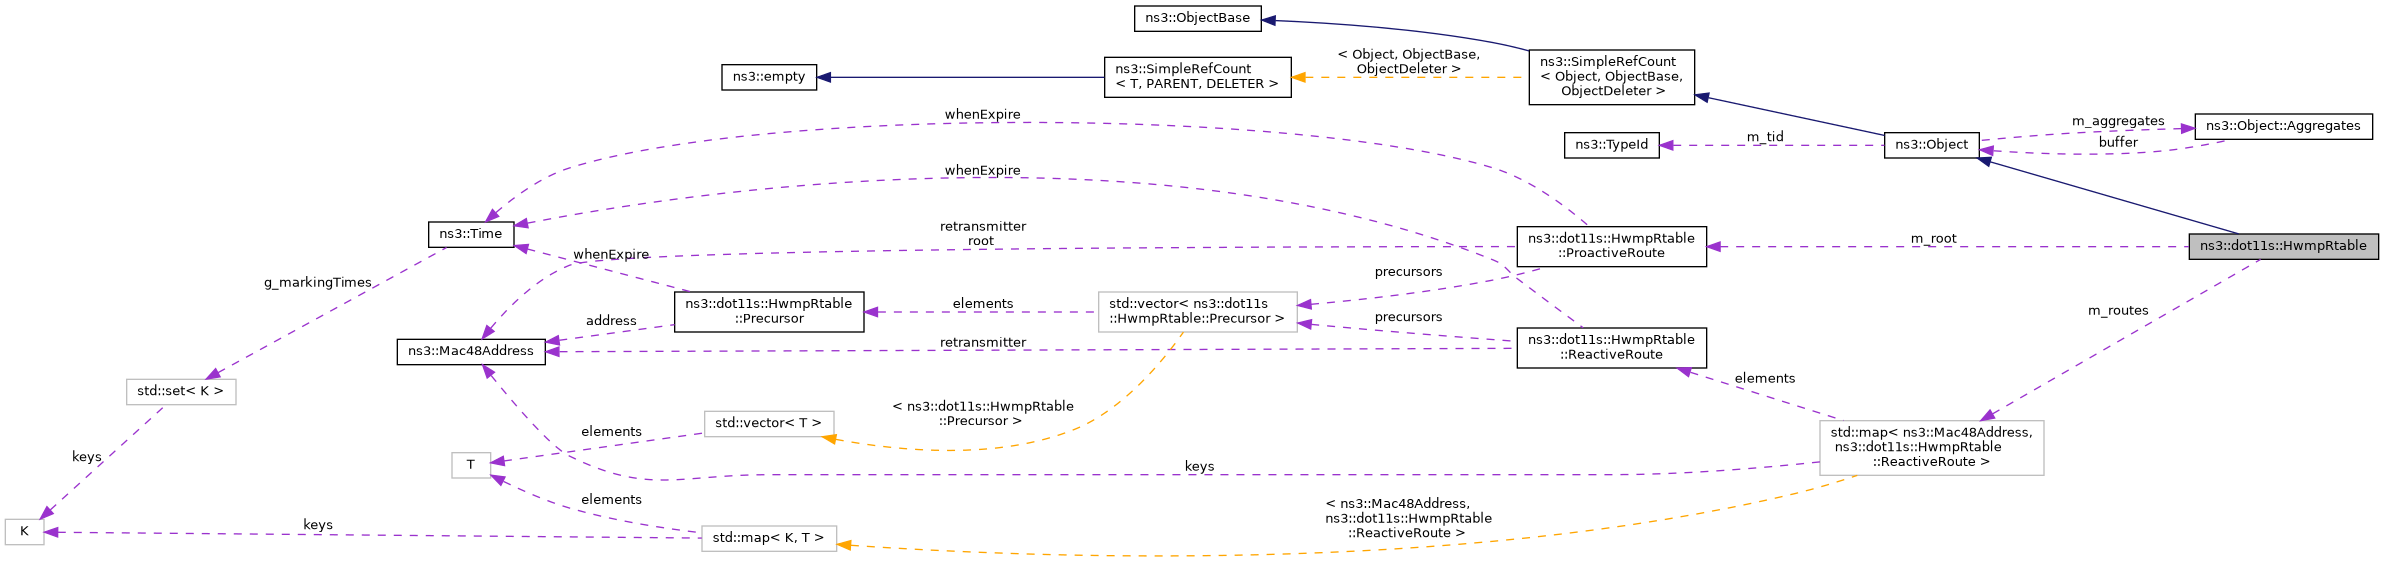 ns3::ObjectBase
< Object, ObjectBase,
ObjectDeleter >
ns3::SimpleRefCount
< Object, ObjectBase,
ObjectDeleter >
ns3::empty
ns3::SimpleRefCount
< T, PARENT, DELETER >
whenExpire
m_aggregates
ns3::Object::Aggregates
buffer
ns3::TypeId
m_tid
ns3::Object
whenExpire
ns3::Time
retransmitter
root
ns3::dot11s::HwmpRtable
::ProactiveRoute
m_root
ns3::dot11s::HwmpRtable
whenExpire
g_markingTimes
precursors
ns3::dot11s::HwmpRtable
::Precursor
elements
std::vector< ns3::dot11s
::HwmpRtable::Precursor >
m_routes
address
precursors
ns3::Mac48Address
retransmitter
ns3::dot11s::HwmpRtable
::ReactiveRoute
elements
std::set< K >
< ns3::dot11s::HwmpRtable
::Precursor >
std::vector< T >
elements
std::map< ns3::Mac48Address,
ns3::dot11s::HwmpRtable
::ReactiveRoute >
keys
T
keys
elements
< ns3::Mac48Address,
ns3::dot11s::HwmpRtable
::ReactiveRoute >
K
keys
std::map< K, T >